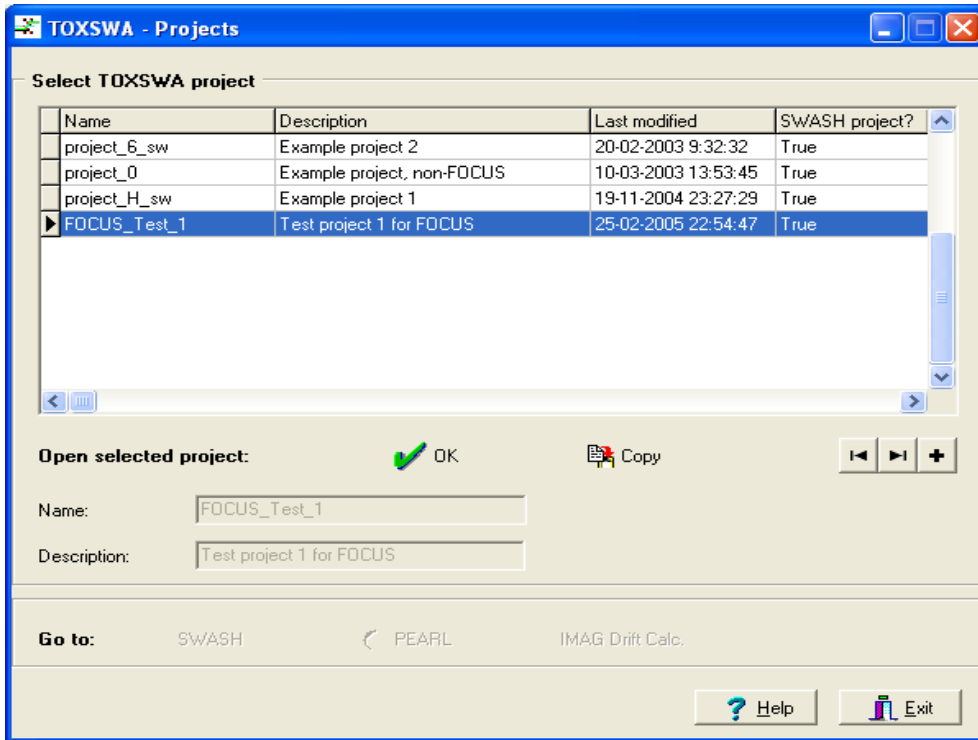 TOXSWA - Projects
Select TOXSWA project
Name Description Last modified SWASH project?
project_6_sw Example project 2 20-02-2003 9:32:32 True
project_0 Example project, non-FOCUS 10-03-2003 13:53:45 True
project_H_sw Example project 1 19-11-2004 23:27:29 True
FOCUS_Test_1 Test project 1 for FOCUS 25-02-2005 22:54:47 True
Open selected project: OK Copy
Name: FOCUS_Test_1
Description: Test project 1 for FOCUS
Go to: SWASH PEARL IMAG Drift Calc.
Help Exit